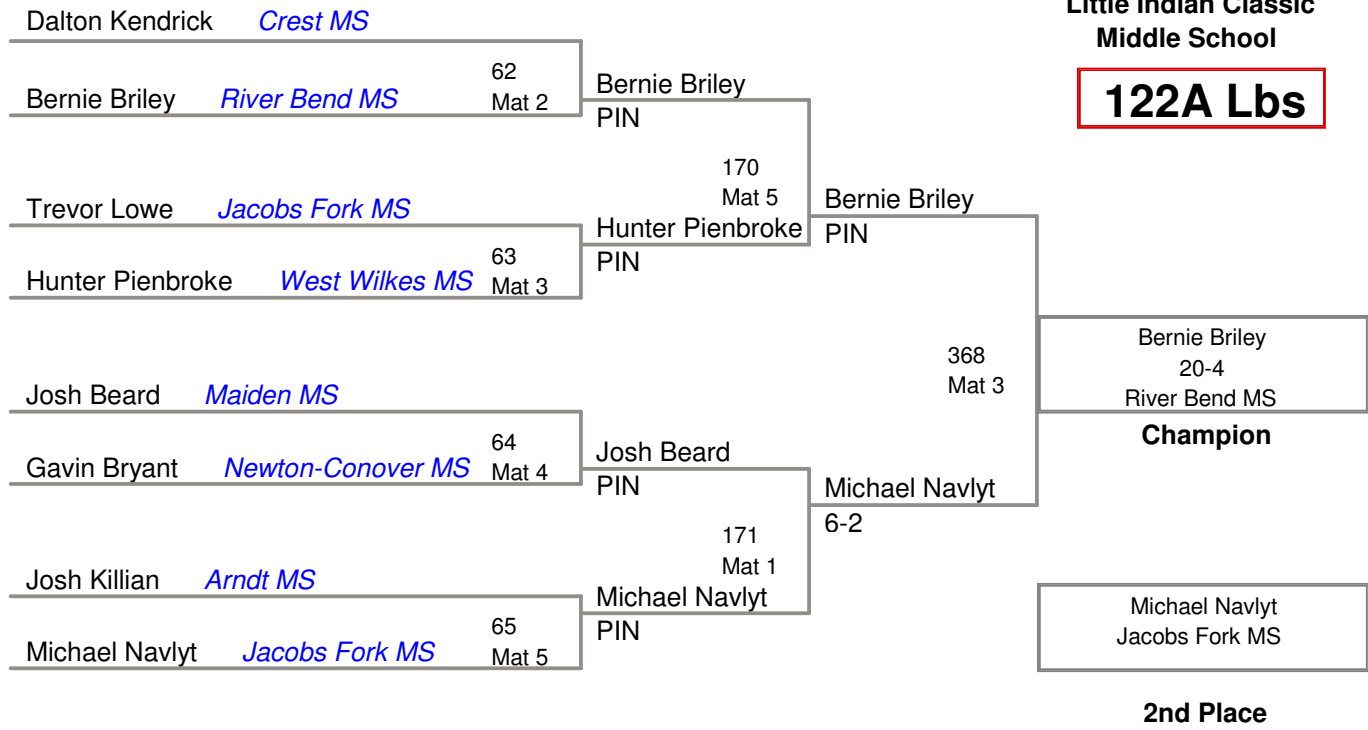 Little Indian Classic
Middle School
122A Lbs
Dalton Kendrick Crest MS
62
Bernie Briley River Bend MS Mat 2
Bernie Briley
PIN
170
Mat 5
Trevor Lowe Jacobs Fork MS
Hunter Pienbroke
PIN
63
Hunter Pienbroke West Wilkes MS Mat 3
Bernie Briley
PIN
368
Mat 3
Josh Beard Maiden MS
64
Gavin Bryant Newton-Conover MS Mat 4
Josh Beard
PIN
171
Mat 1
Josh Killian Arndt MS
Michael Navlyt
PIN
65
Michael Navlyt Jacobs Fork MS Mat 5
Michael Navlyt
6-2
Bernie Briley
20-4
River Bend MS
Champion
Michael Navlyt
Jacobs Fork MS
2nd Place